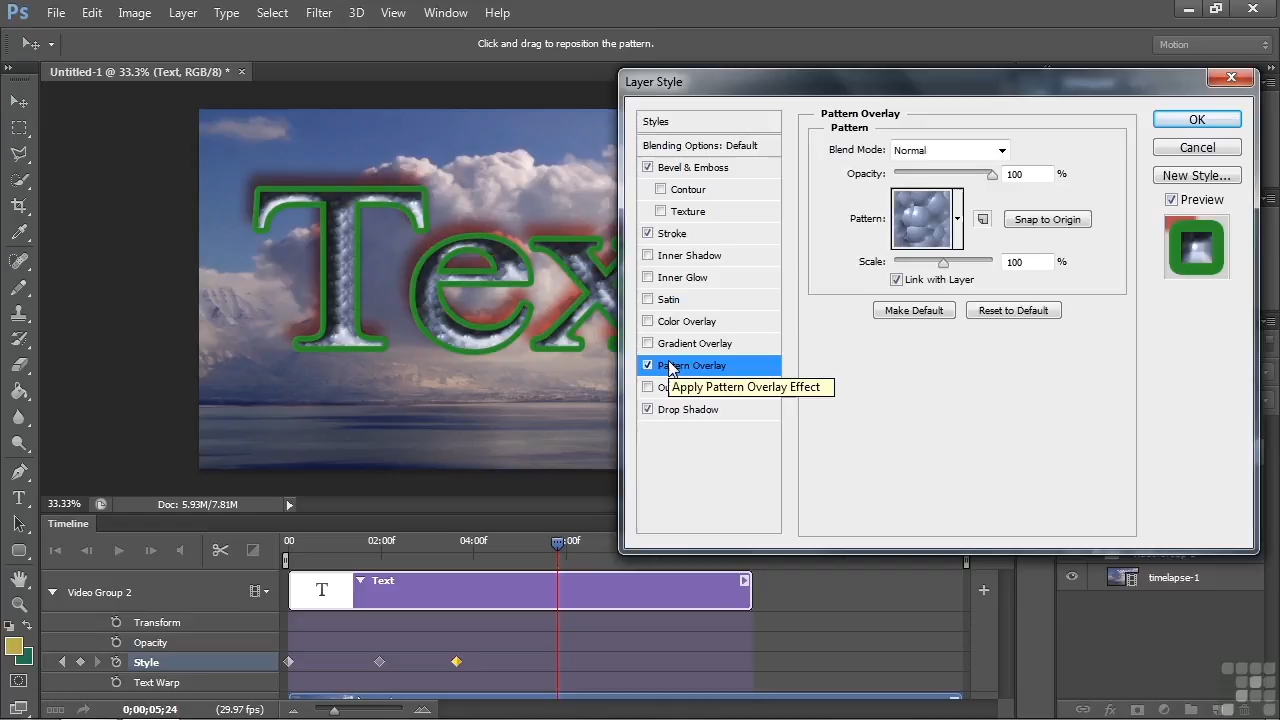 Ps File Edit Image Layer Type Select Filter 3D View Window Help
Click and drag to reposition the pattern.
Motion
Untitled-1 @ 33.3% (Text, RGB/8) * ×
Tex
Layer Style
Styles
Blending Options: Default
Bevel & Emboss
Contour
Texture
Stroke
Inner Shadow
Inner Glow
Satin
Color Overlay
Gradient Overlay
Pattern Overlay
Apply Pattern Overlay Effect
Drop Shadow
Pattern Overlay
Pattern
Blend Mode: Normal
Opacity: 100 %
Pattern: Snap to Origin
Scale: 100 %
Link with Layer
Make Default Reset to Default
OK
Cancel
New Style...
Preview
33.33% Doc: 5.93M/7.81M
Timeline
00 02:00f 04:00f :00f
T Text
Video Group 2
Transform
Opacity
Style
Text Warp
timelapse-1
0;00;05;24 (29.97 fps)